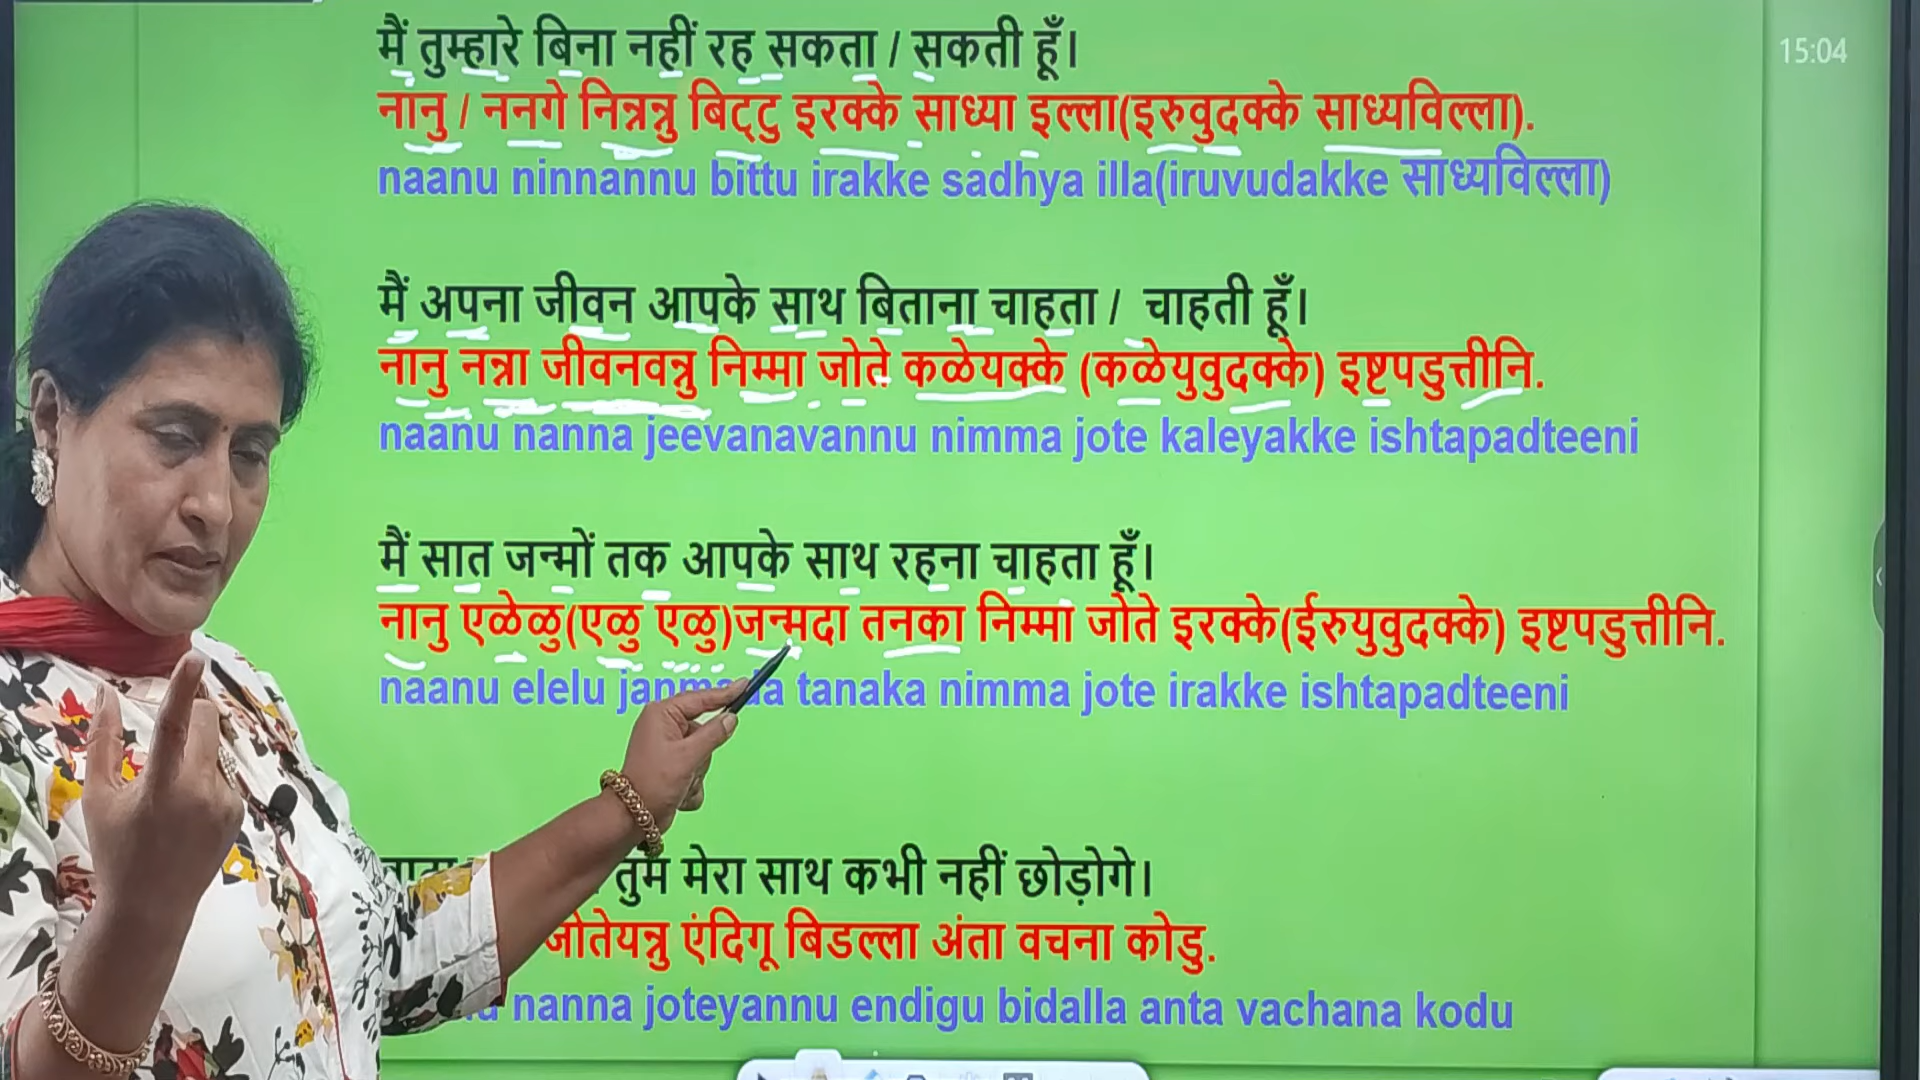 मैं तुम्हारे बिना नहीं रह सकता / सकती हूँ।
15:04
नानु / ननगे निन्नन्नु बिट्टु इरक्के साध्या इल्ला(इरुवुदक्के साध्यविल्ला).
naanu ninnannu bittu irakke sadhya illa(iruvudakke साध्यविल्ला)
मैं अपना जीवन आपके साथ बिताना चाहता / चाहती हूँ।
नानु नन्ना जीवनवन्नु निम्मा जोते कळेयक्के (कळेयुवुदक्के) इष्टपडुत्तीनि.
naanu nanna jeevanavannu nimma jote kaleyakke ishtapadteeni
मैं सात जन्मों तक आपके साथ रहना चाहता हूँ।
नानु एळेळु(एळु एळु)जन्मदा तनका निम्मा जोते इरक्के(ईरुयुवुदक्के) इष्टपडुत्तीनि.
naanu elelu tanaka nimma jote irakke ishtapadteeni
तुम मेरा साथ कभी नहीं छोड़ोगे।
जोतेयन्नु एंदिगू बिडल्ला अंता वचना कोडु.
nanna joteyannu endigu bidalla anta vachana kodu